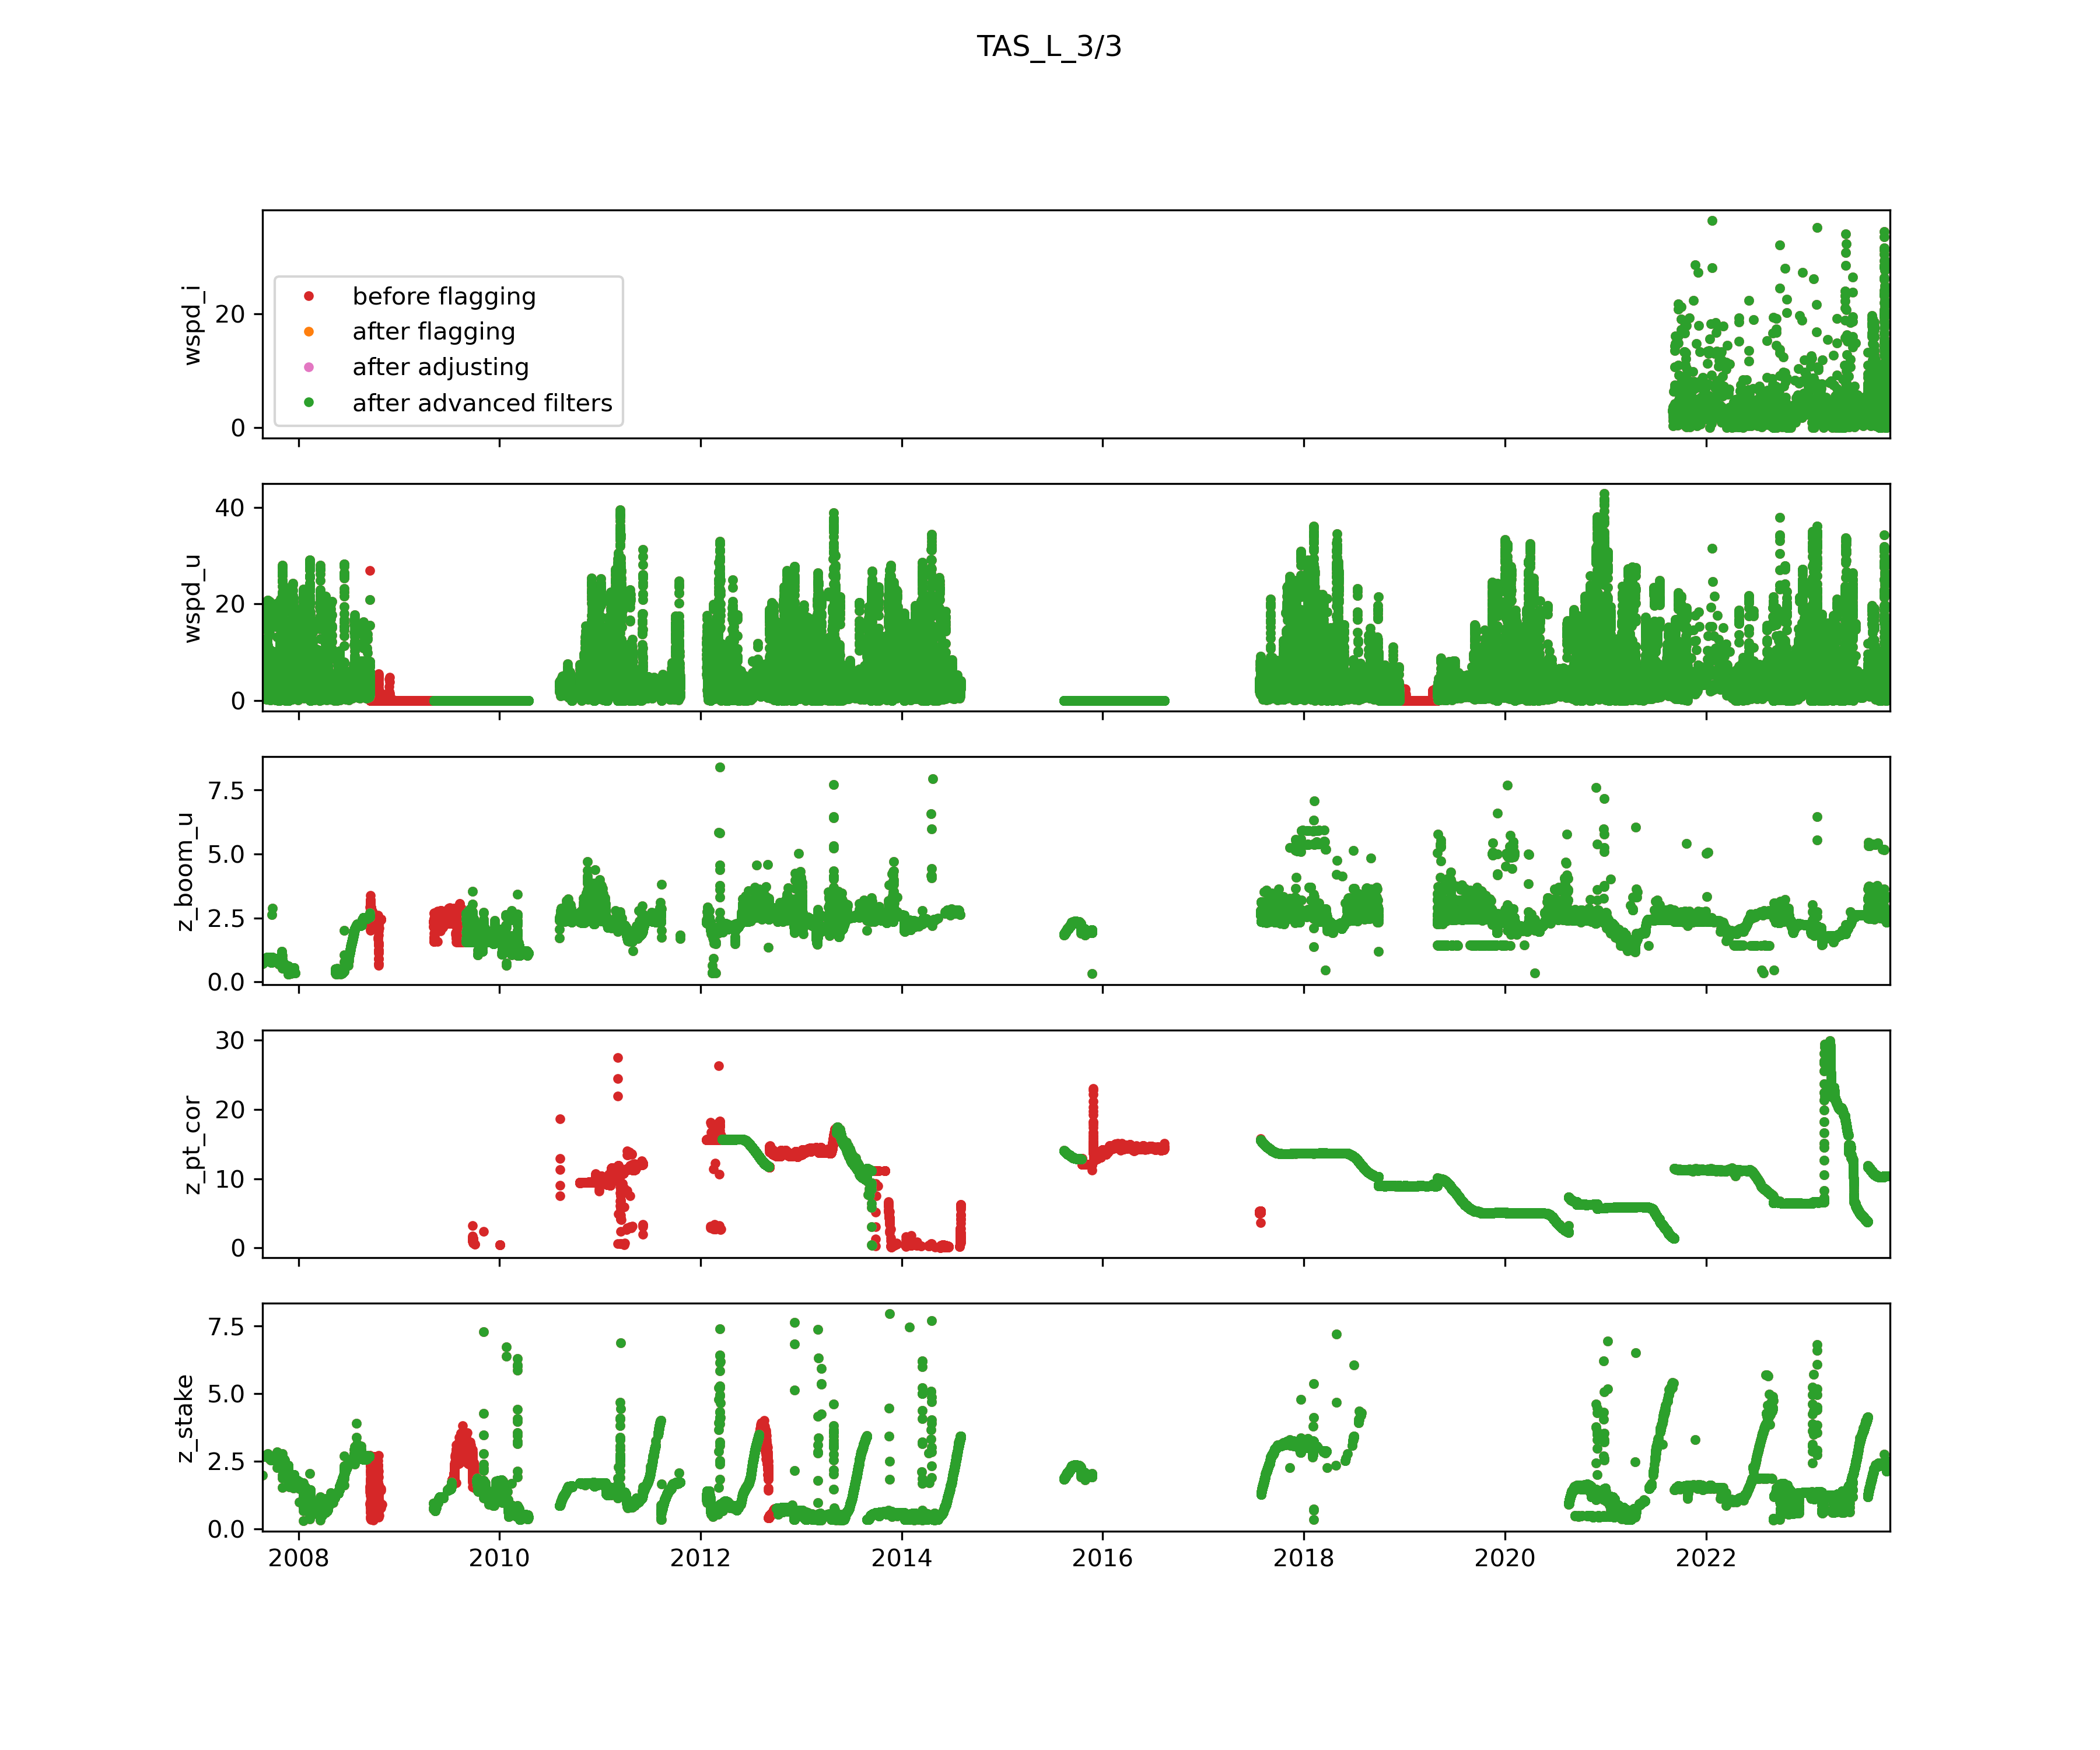 TAS_L_3/3
wspd_i
20
0
before flagging
after flagging
after adjusting
after advanced filters
wspd_u
40
20
0
z_boom_u
7.5
5.0
2.5
0.0
z_pt_cor
30
20
10
0
z_stake
7.5
5.0
2.5
0.0
2008 2010 2012 2014 2016 2018 2020 2022